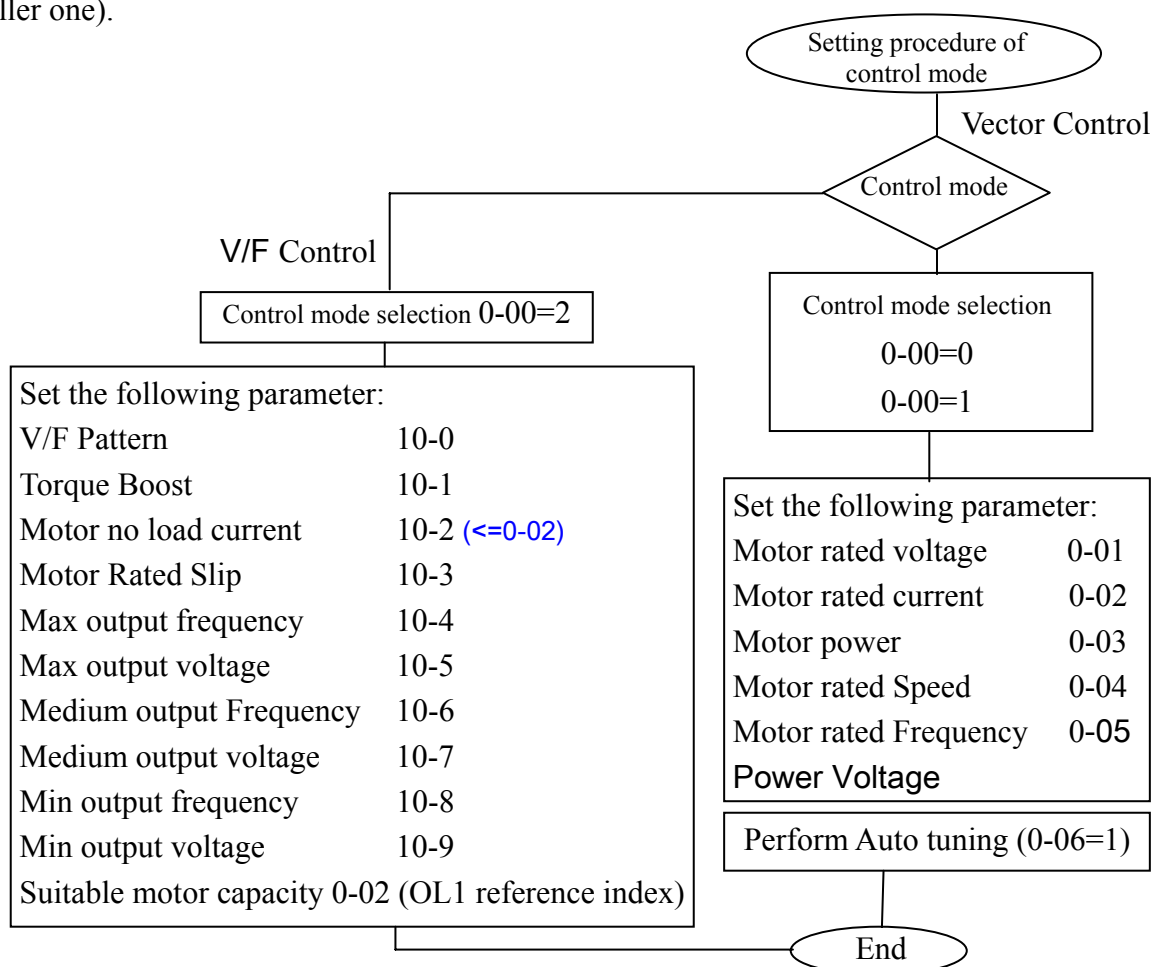 ller one).
Setting procedure of
control mode
Vector Control
Control mode
V/F Control
Control mode selection 0-00=2
Control mode selection
0-00=0
0-00=1
Set the following parameter:
V/F Pattern 10-0
Torque Boost 10-1
Motor no load current 10-2 (<=0-02)
Motor Rated Slip 10-3
Max output frequency 10-4
Max output voltage 10-5
Medium output Frequency 10-6
Medium output voltage 10-7
Min output frequency 10-8
Min output voltage 10-9
Suitable motor capacity 0-02 (OL1 reference index)
Set the following parameter:
Motor rated voltage 0-01
Motor rated current 0-02
Motor power 0-03
Motor rated Speed 0-04
Motor rated Frequency 0-05
Power Voltage
Perform Auto tuning (0-06=1)
End